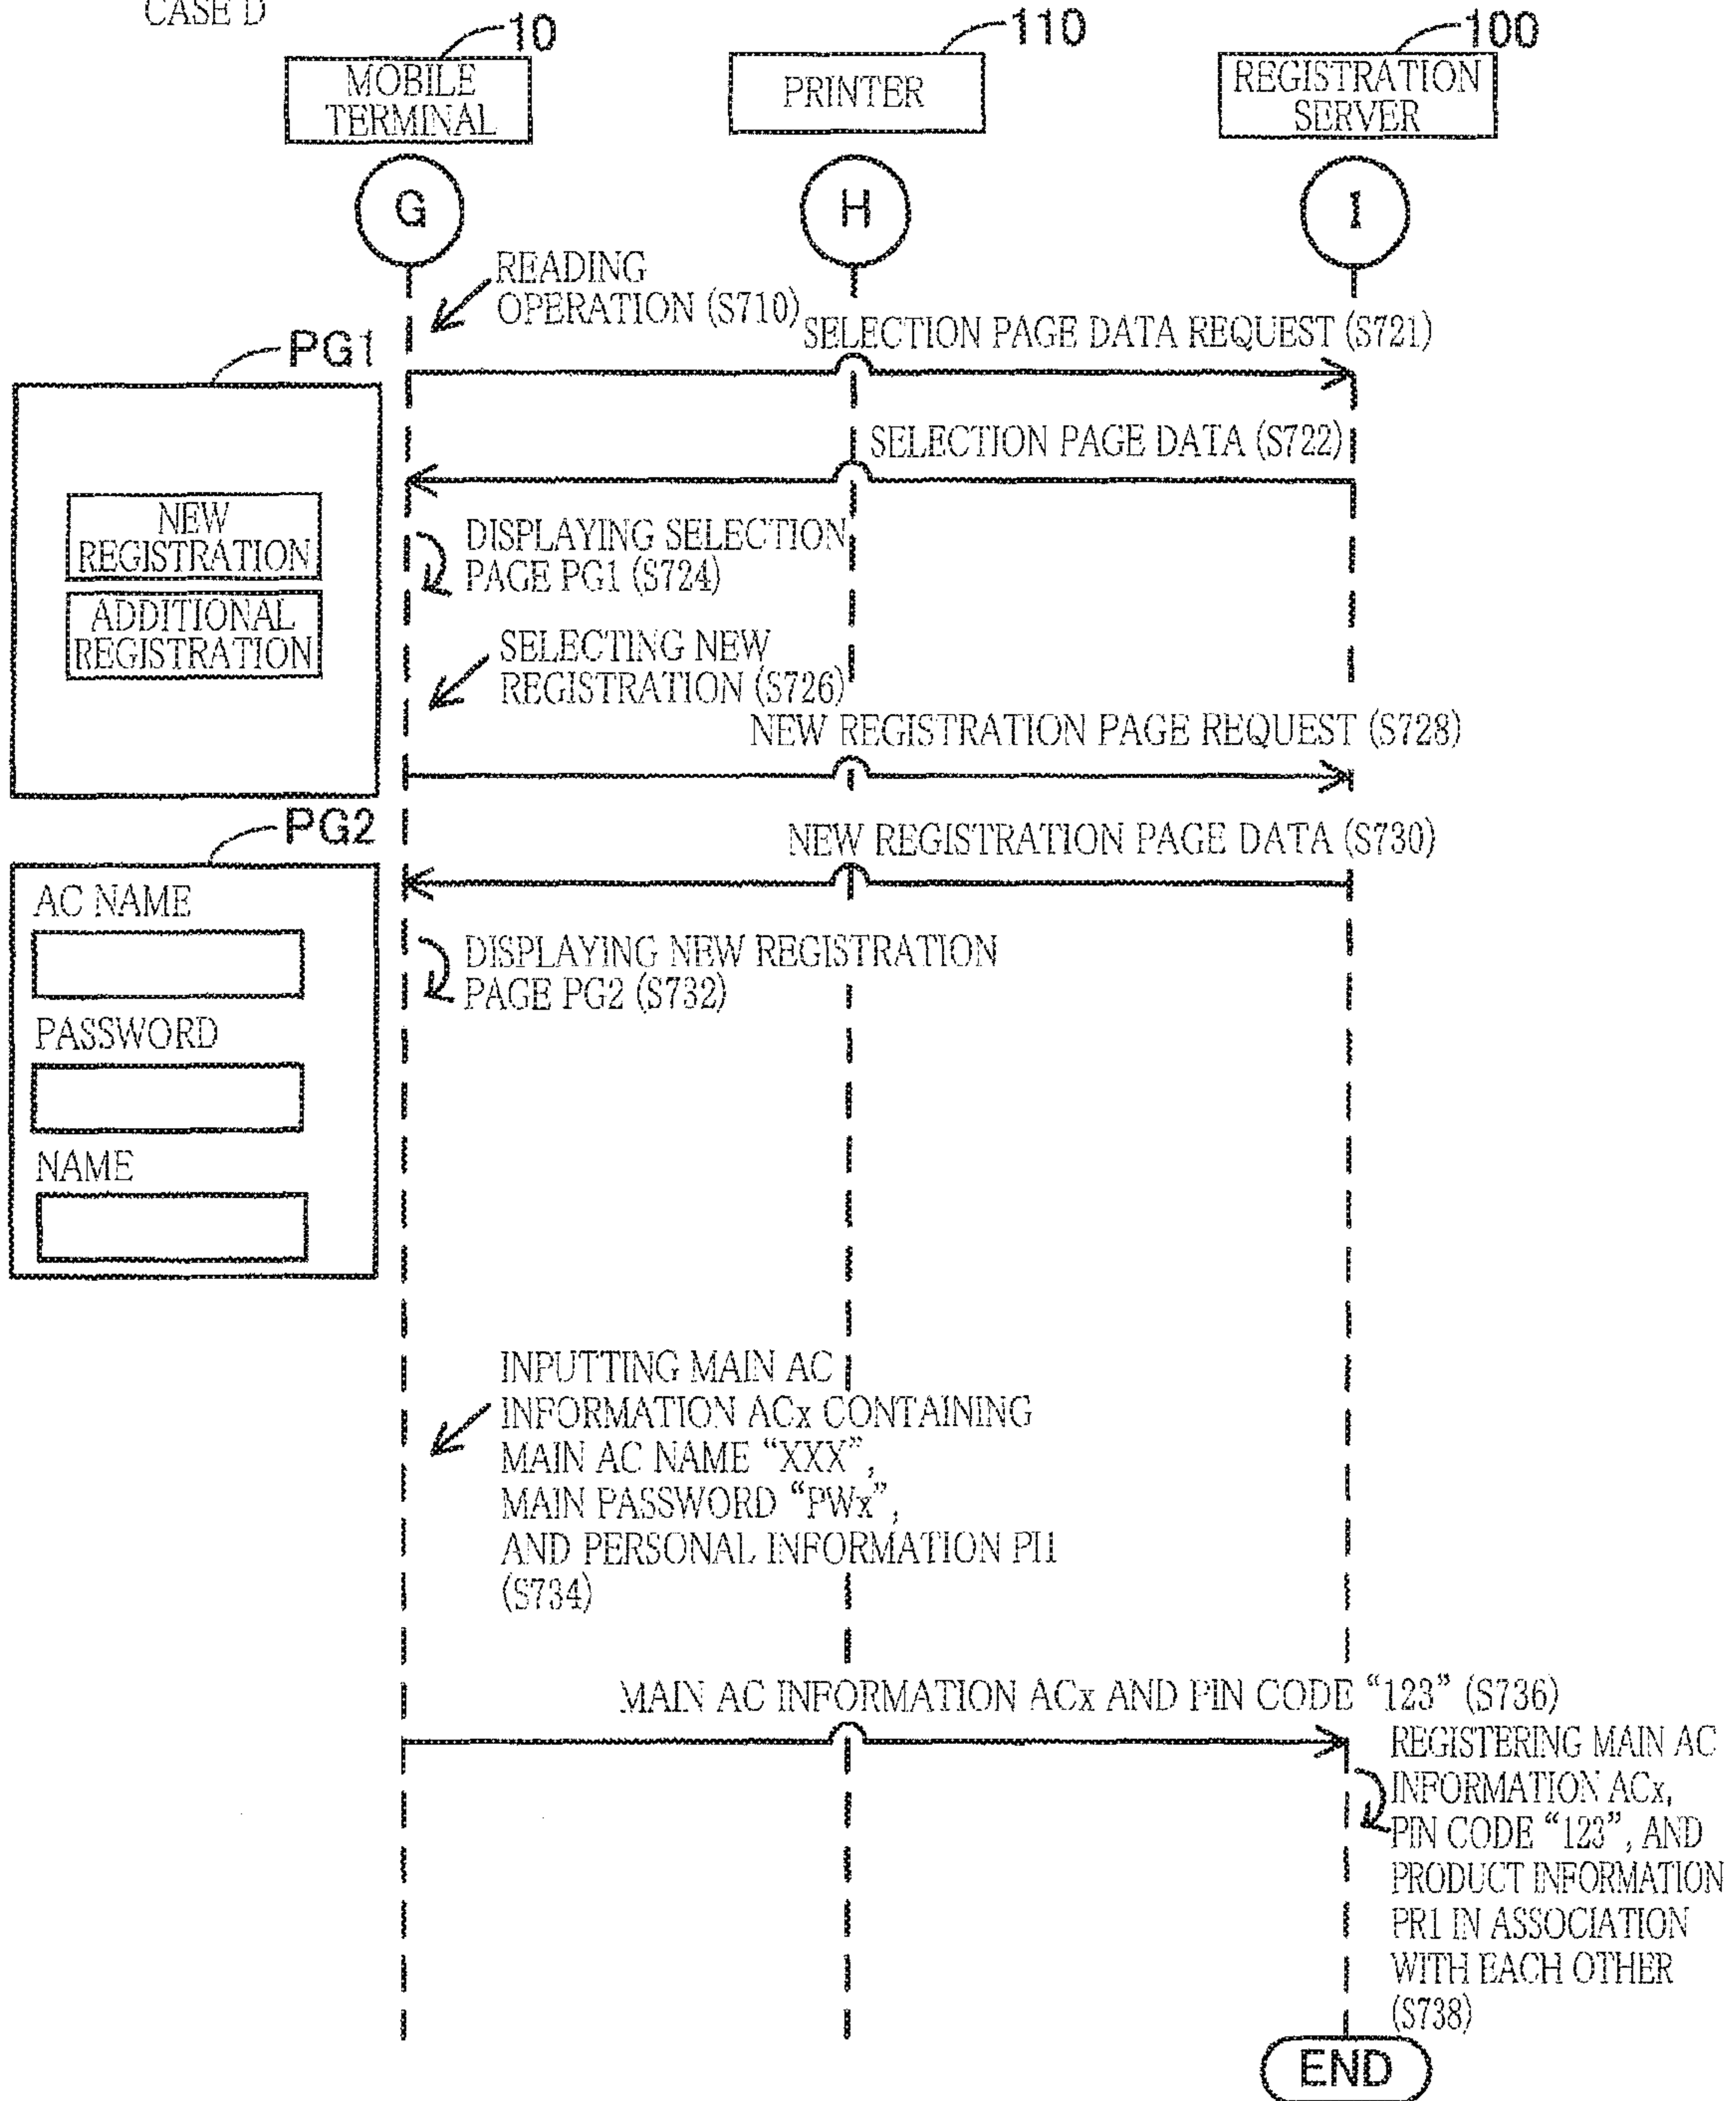 CASE D
10
110
100
MOBILE
TERMINAL
PRINTER
REGISTRATION
SERVER
G
H
I
READING
OPERATION (S710)
SELECTION PAGE DATA REQUEST (S721)
PG1
SELECTION PAGE DATA (S722)
NEW
REGISTRATION
ADDITIONAL
REGISTRATION
DISPLAYING SELECTION
PAGE PG1 (S724)
SELECTING NEW
REGISTRATION (S726)
NEW REGISTRATION PAGE REQUEST (S728)
PG2
NEW REGISTRATION PAGE DATA (S730)
AC NAME
PASSWORD
NAME
DISPLAYING NEW REGISTRATION
PAGE PG2 (S732)
INPUTTING MAIN AC
INFORMATION ACx CONTAINING
MAIN AC NAME “XXX”,
MAIN PASSWORD “PWx”,
AND PERSONAL INFORMATION PI1
(S734)
MAIN AC INFORMATION ACx AND PIN CODE “123” (S736)
REGISTERING MAIN AC
INFORMATION ACx,
PIN CODE “123”, AND
PRODUCT INFORMATION
PR1 IN ASSOCIATION
WITH EACH OTHER
(S738)
END